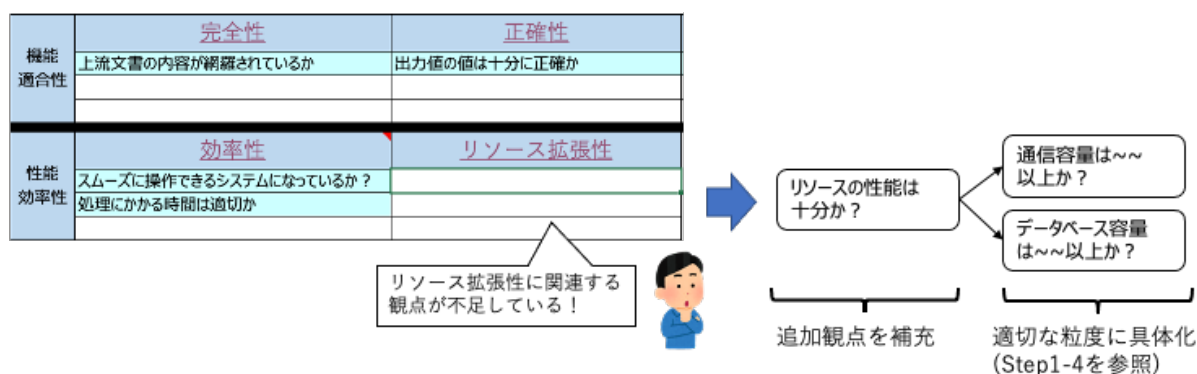 完全性
正確性
機能
適合性
上流文書の内容が網羅されているか
出力値の値は十分に正確か
効率性
リソース拡張性
性能
効率性
スムーズに操作できるシステムになっているか？
処理にかかる時間は適切か
リソース拡張性に関連する
観点が不足している！
リソースの性能は
十分か？
通信容量は~~
以上か？
データベース容量
は~~以上か？
追加観点を補充
適切な粒度に具体化
(Step1-4を参照)